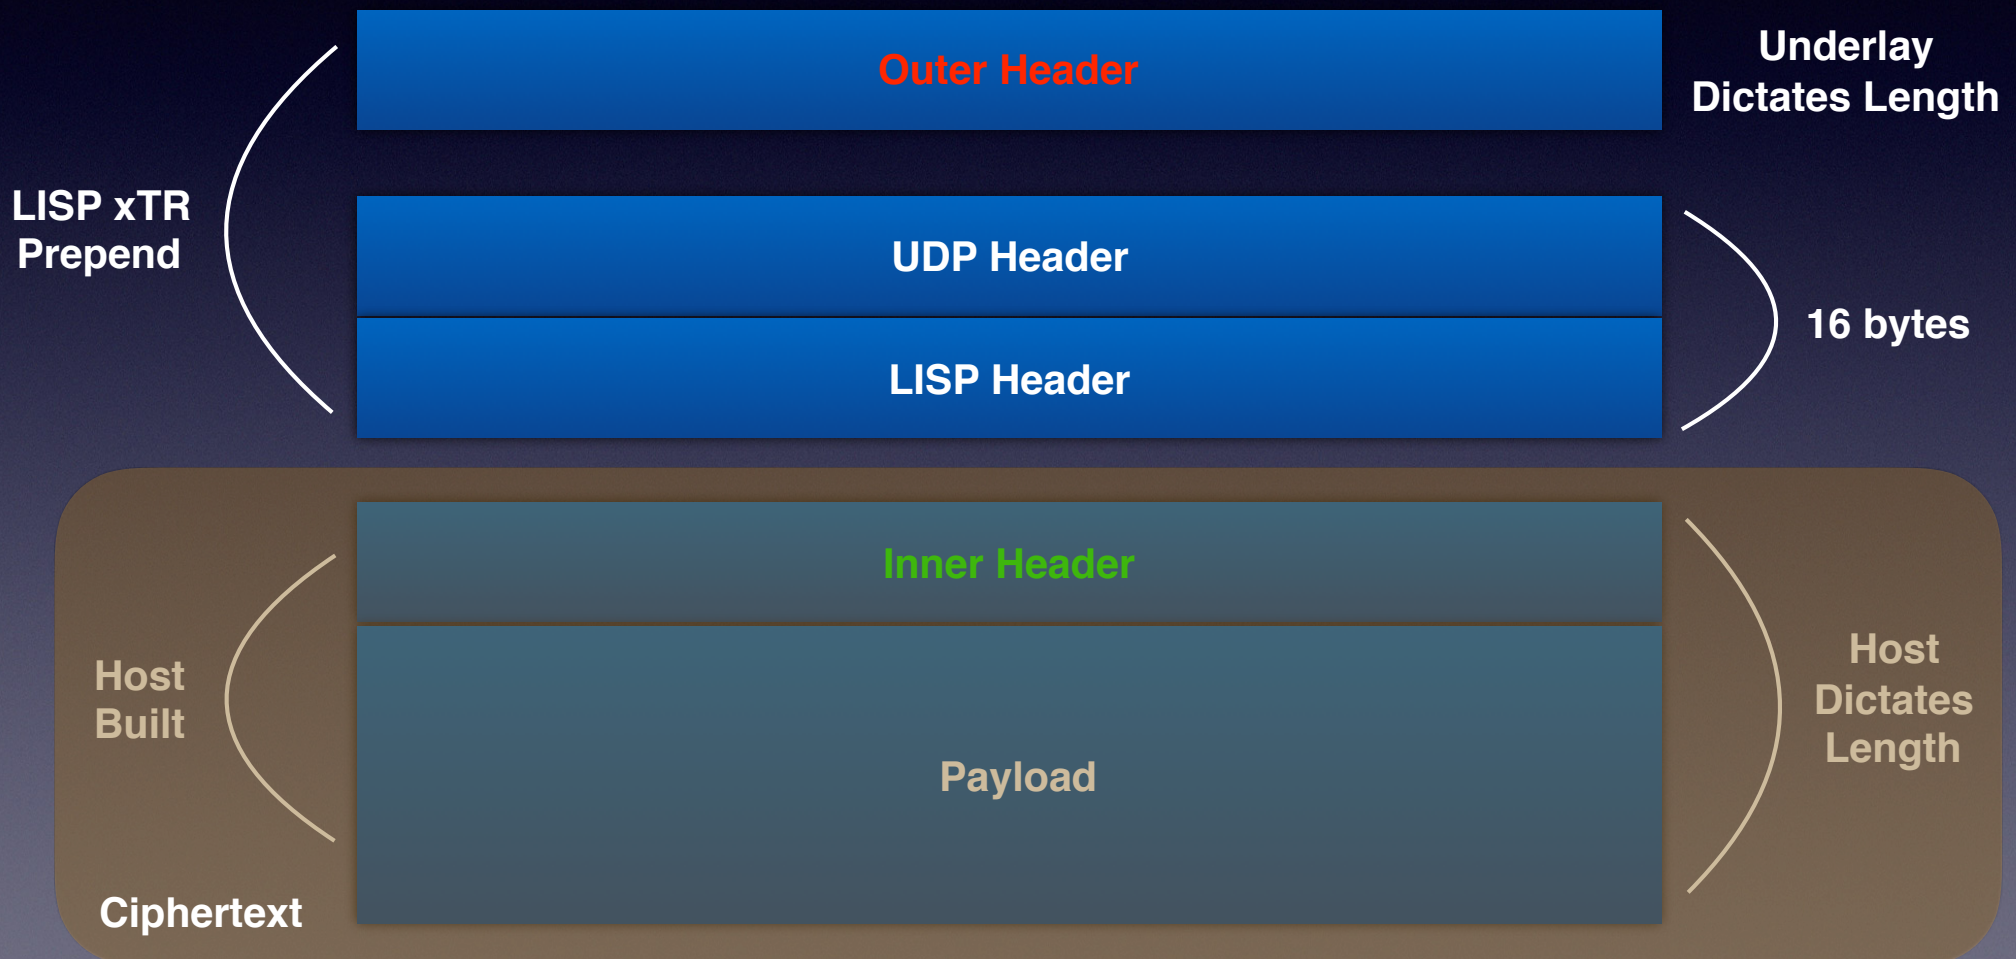 Outer Header
Underlay
Dictates Length
LISP xTR
Prepend
UDP Header
LISP Header
16 bytes
Inner Header
Host
Built
Payload
Host
Dictates
Length
Ciphertext